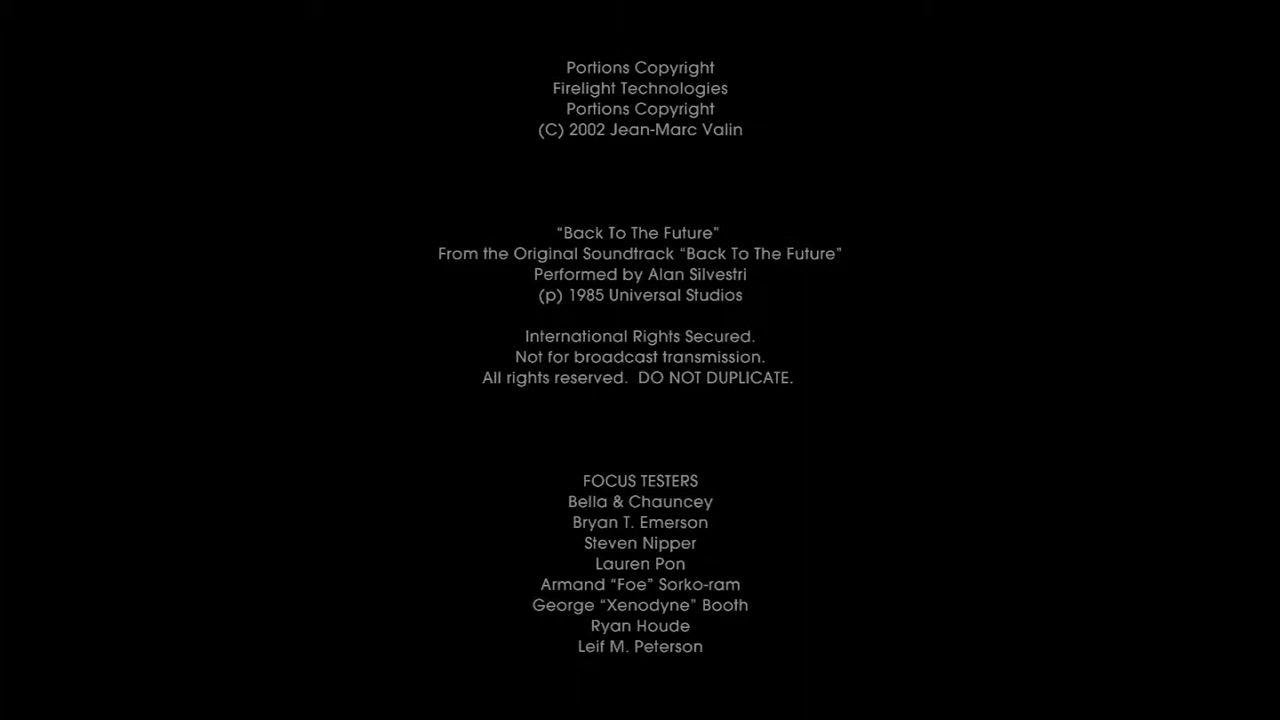 Portions Copyright
Firelight Technologies
Portions Copyright
(C) 2002 Jean-Marc Valin
“Back To The Future”
From the Original Soundtrack “Back To The Future”
Performed by Alan Silvestri
(p) 1985 Universal Studios
International Rights Secured.
Not for broadcast transmission.
All rights reserved.  DO NOT DUPLICATE.
FOCUS TESTERS
Bella & Chauncey
Bryan T. Emerson
Steven Nipper
Lauren Pon
Armand “Foe” Sorko-ram
George “Xenodyne” Booth
Ryan Houde
Leif M. Peterson